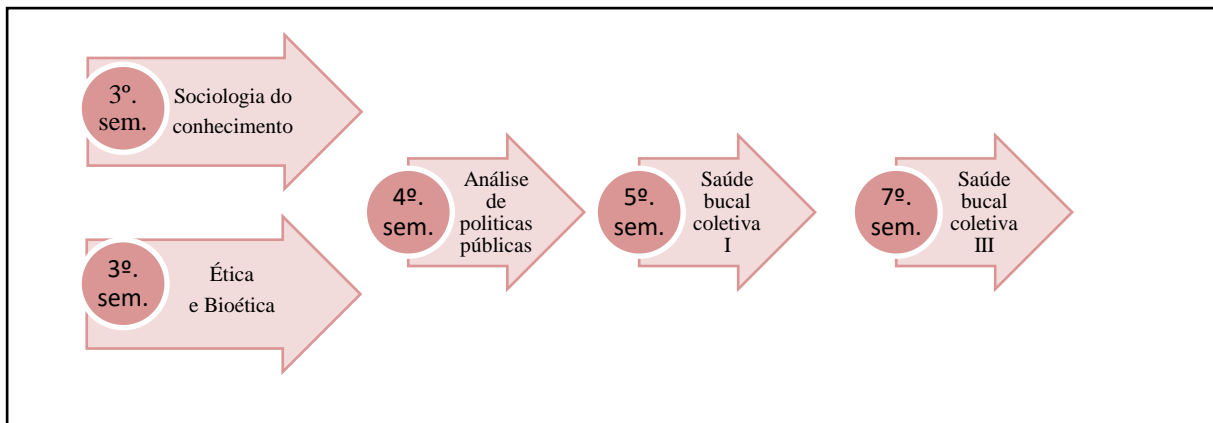 3º.
sem.
Sociologia do
conhecimento
3º.
sem.
Ética
e Bioética
4º.
sem.
Análise
de
politicas
públicas
5º.
sem.
Saúde
bucal
coletiva
I
7º.
sem.
Saúde
bucal
coletiva
III